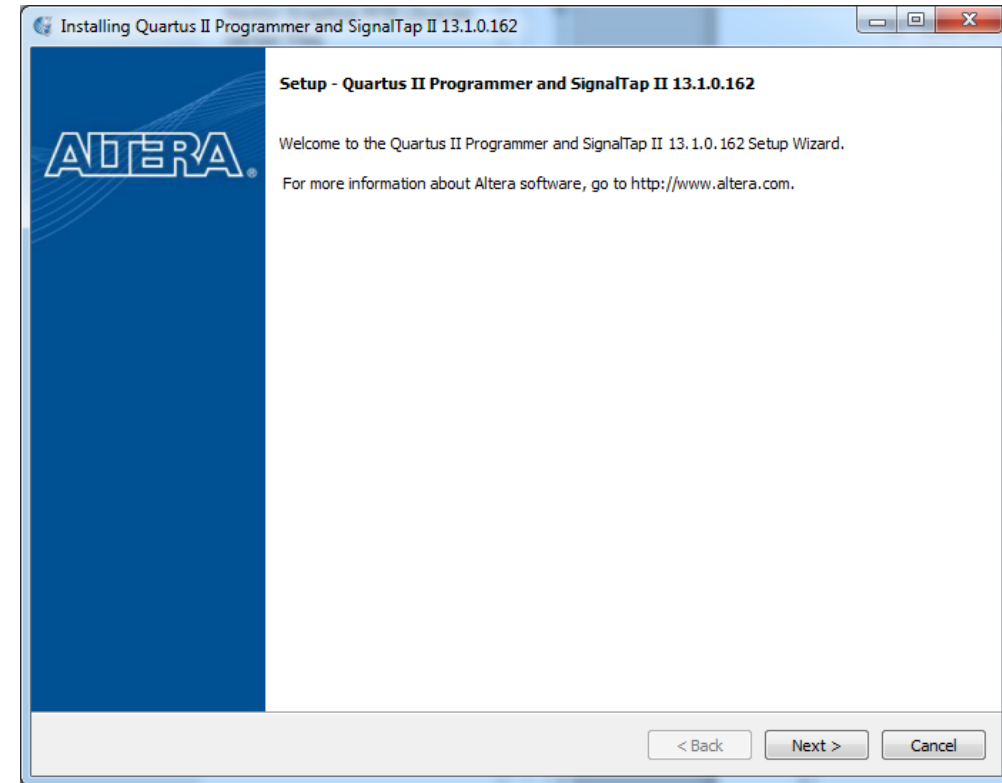 Installing Quartus II Programmer and SignalTap II 13.1.0.162
Setup - Quartus II Programmer and SignalTap II 13.1.0.162
ALTERA®
Welcome to the Quartus II Programmer and SignalTap II 13.1.0.162 Setup Wizard.
For more information about Altera software, go to http://www.altera.com.
< Back Next > Cancel